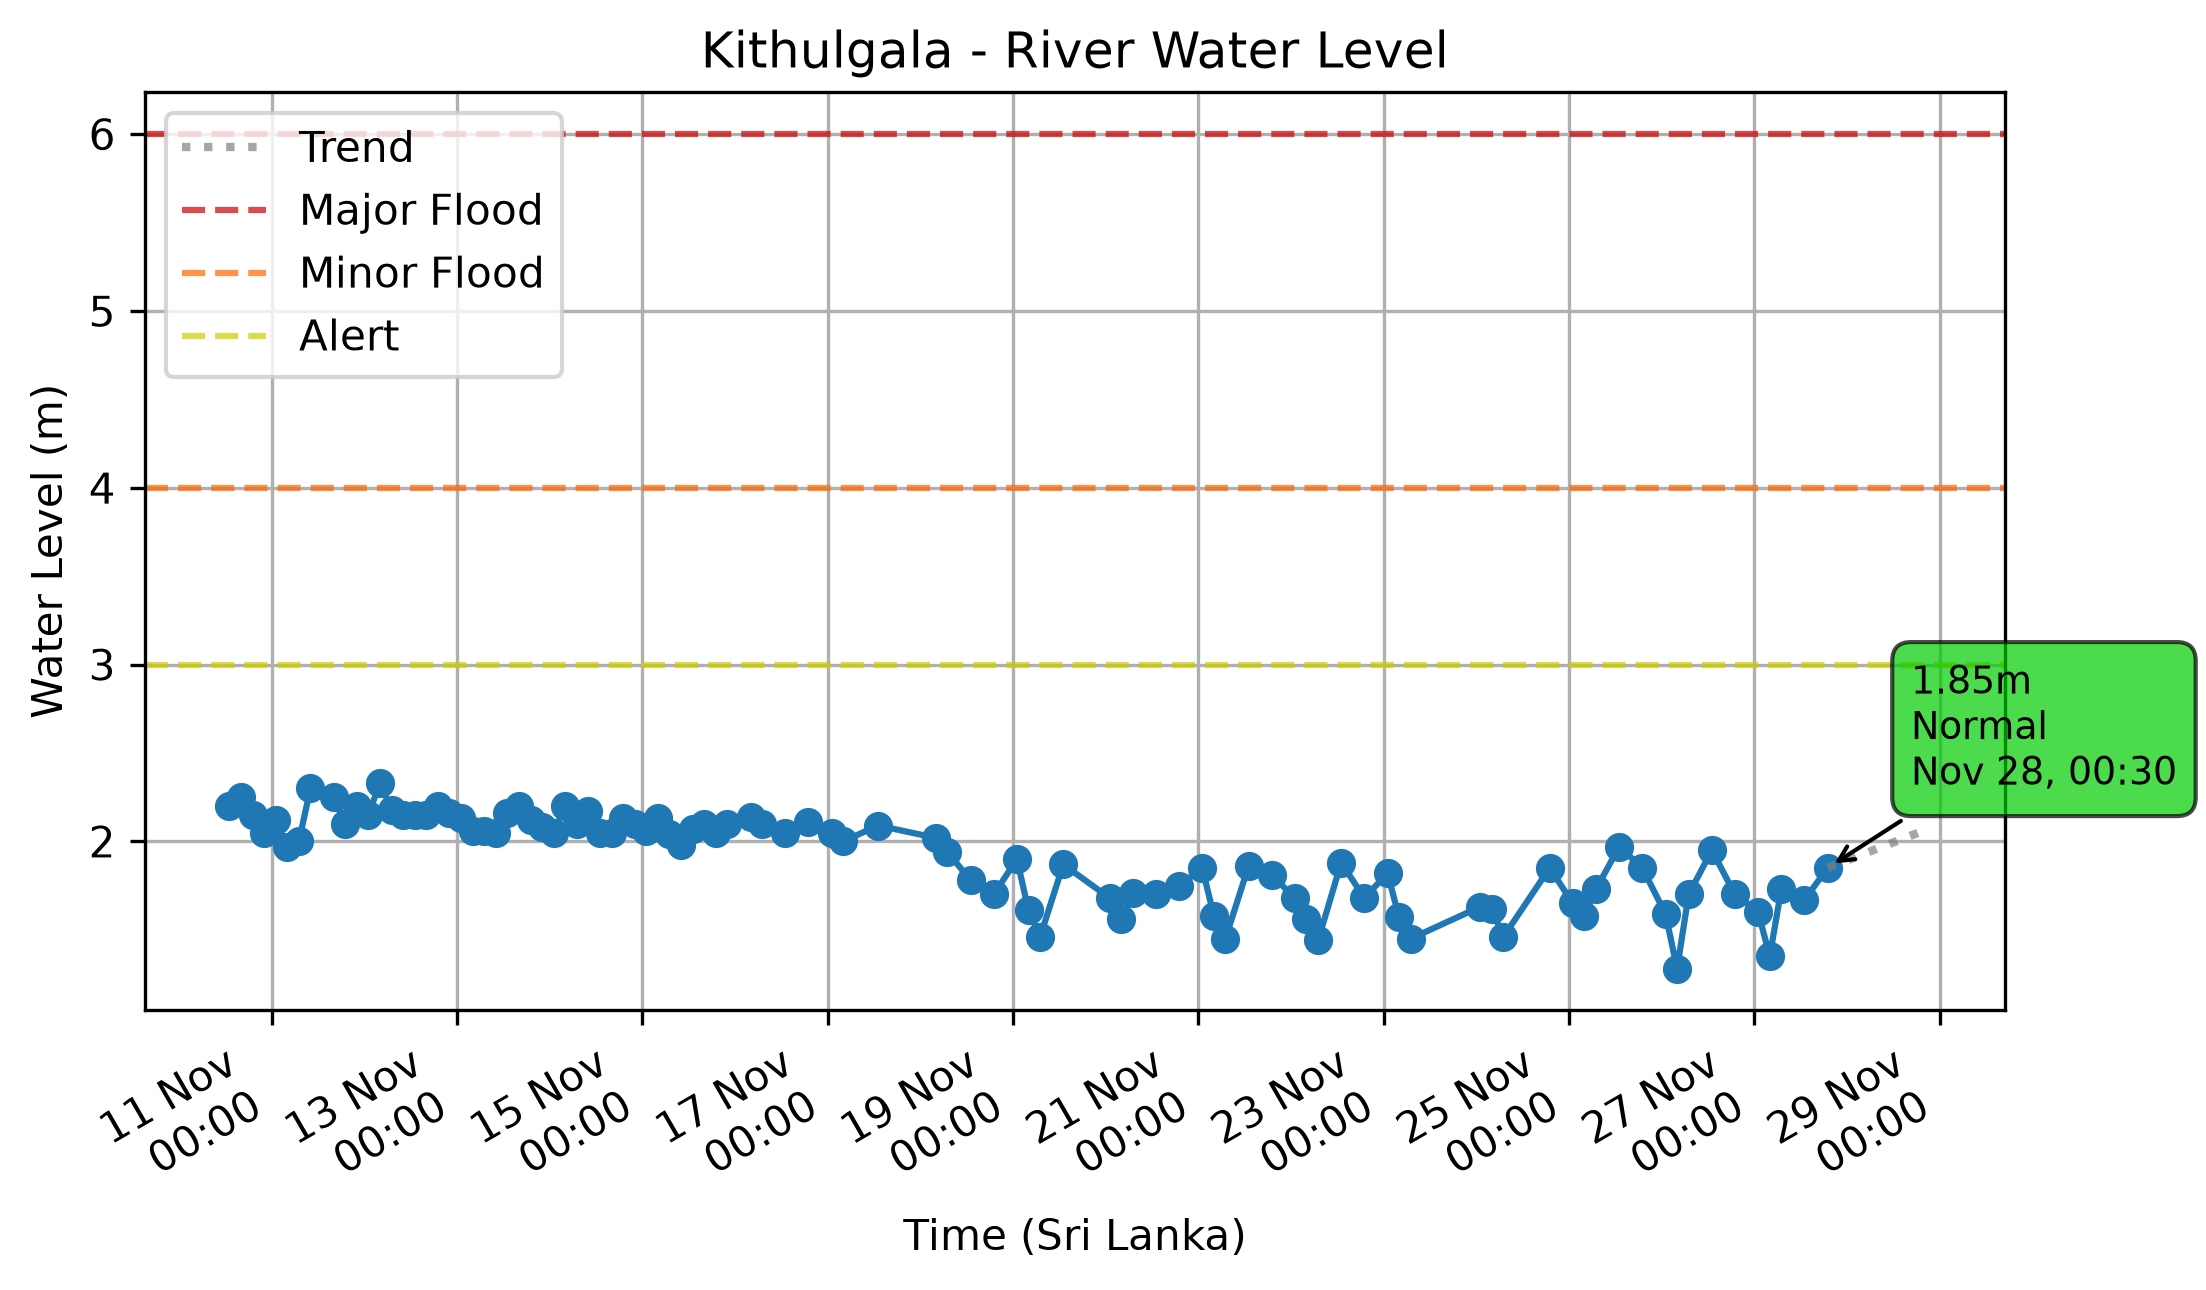 Kithulgala - River Water Level
Trend
Major Flood
Minor Flood
Alert
6
5
4
3
2
Water Level (m)
1.85m
Normal
Nov 28, 00:30
11 Nov
00:00
13 Nov
00:00
15 Nov
00:00
17 Nov
00:00
19 Nov
00:00
21 Nov
00:00
23 Nov
00:00
25 Nov
00:00
27 Nov
00:00
29 Nov
00:00
Time (Sri Lanka)